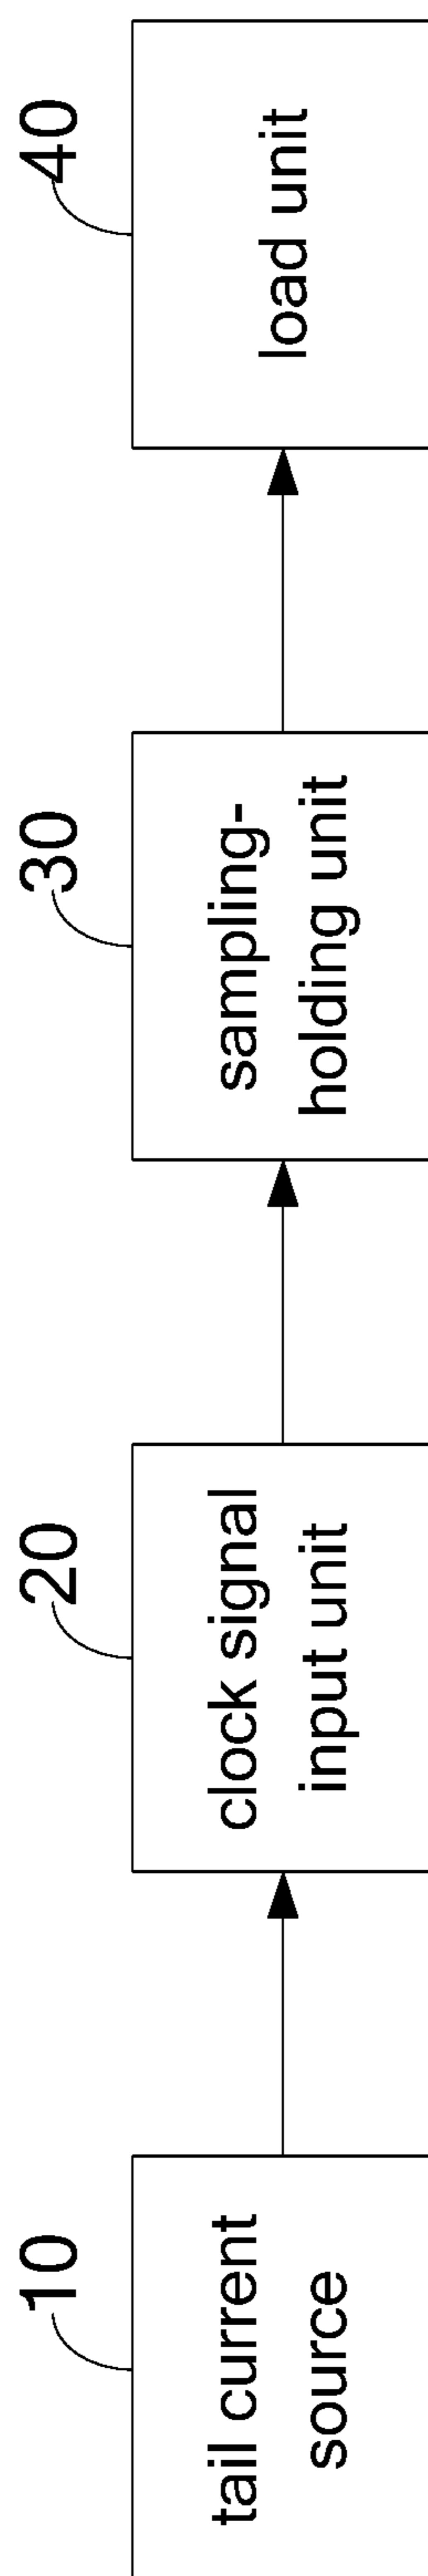 10
tail current
source
20
clock signal
input unit
30
sampling-
holding unit
40
load unit